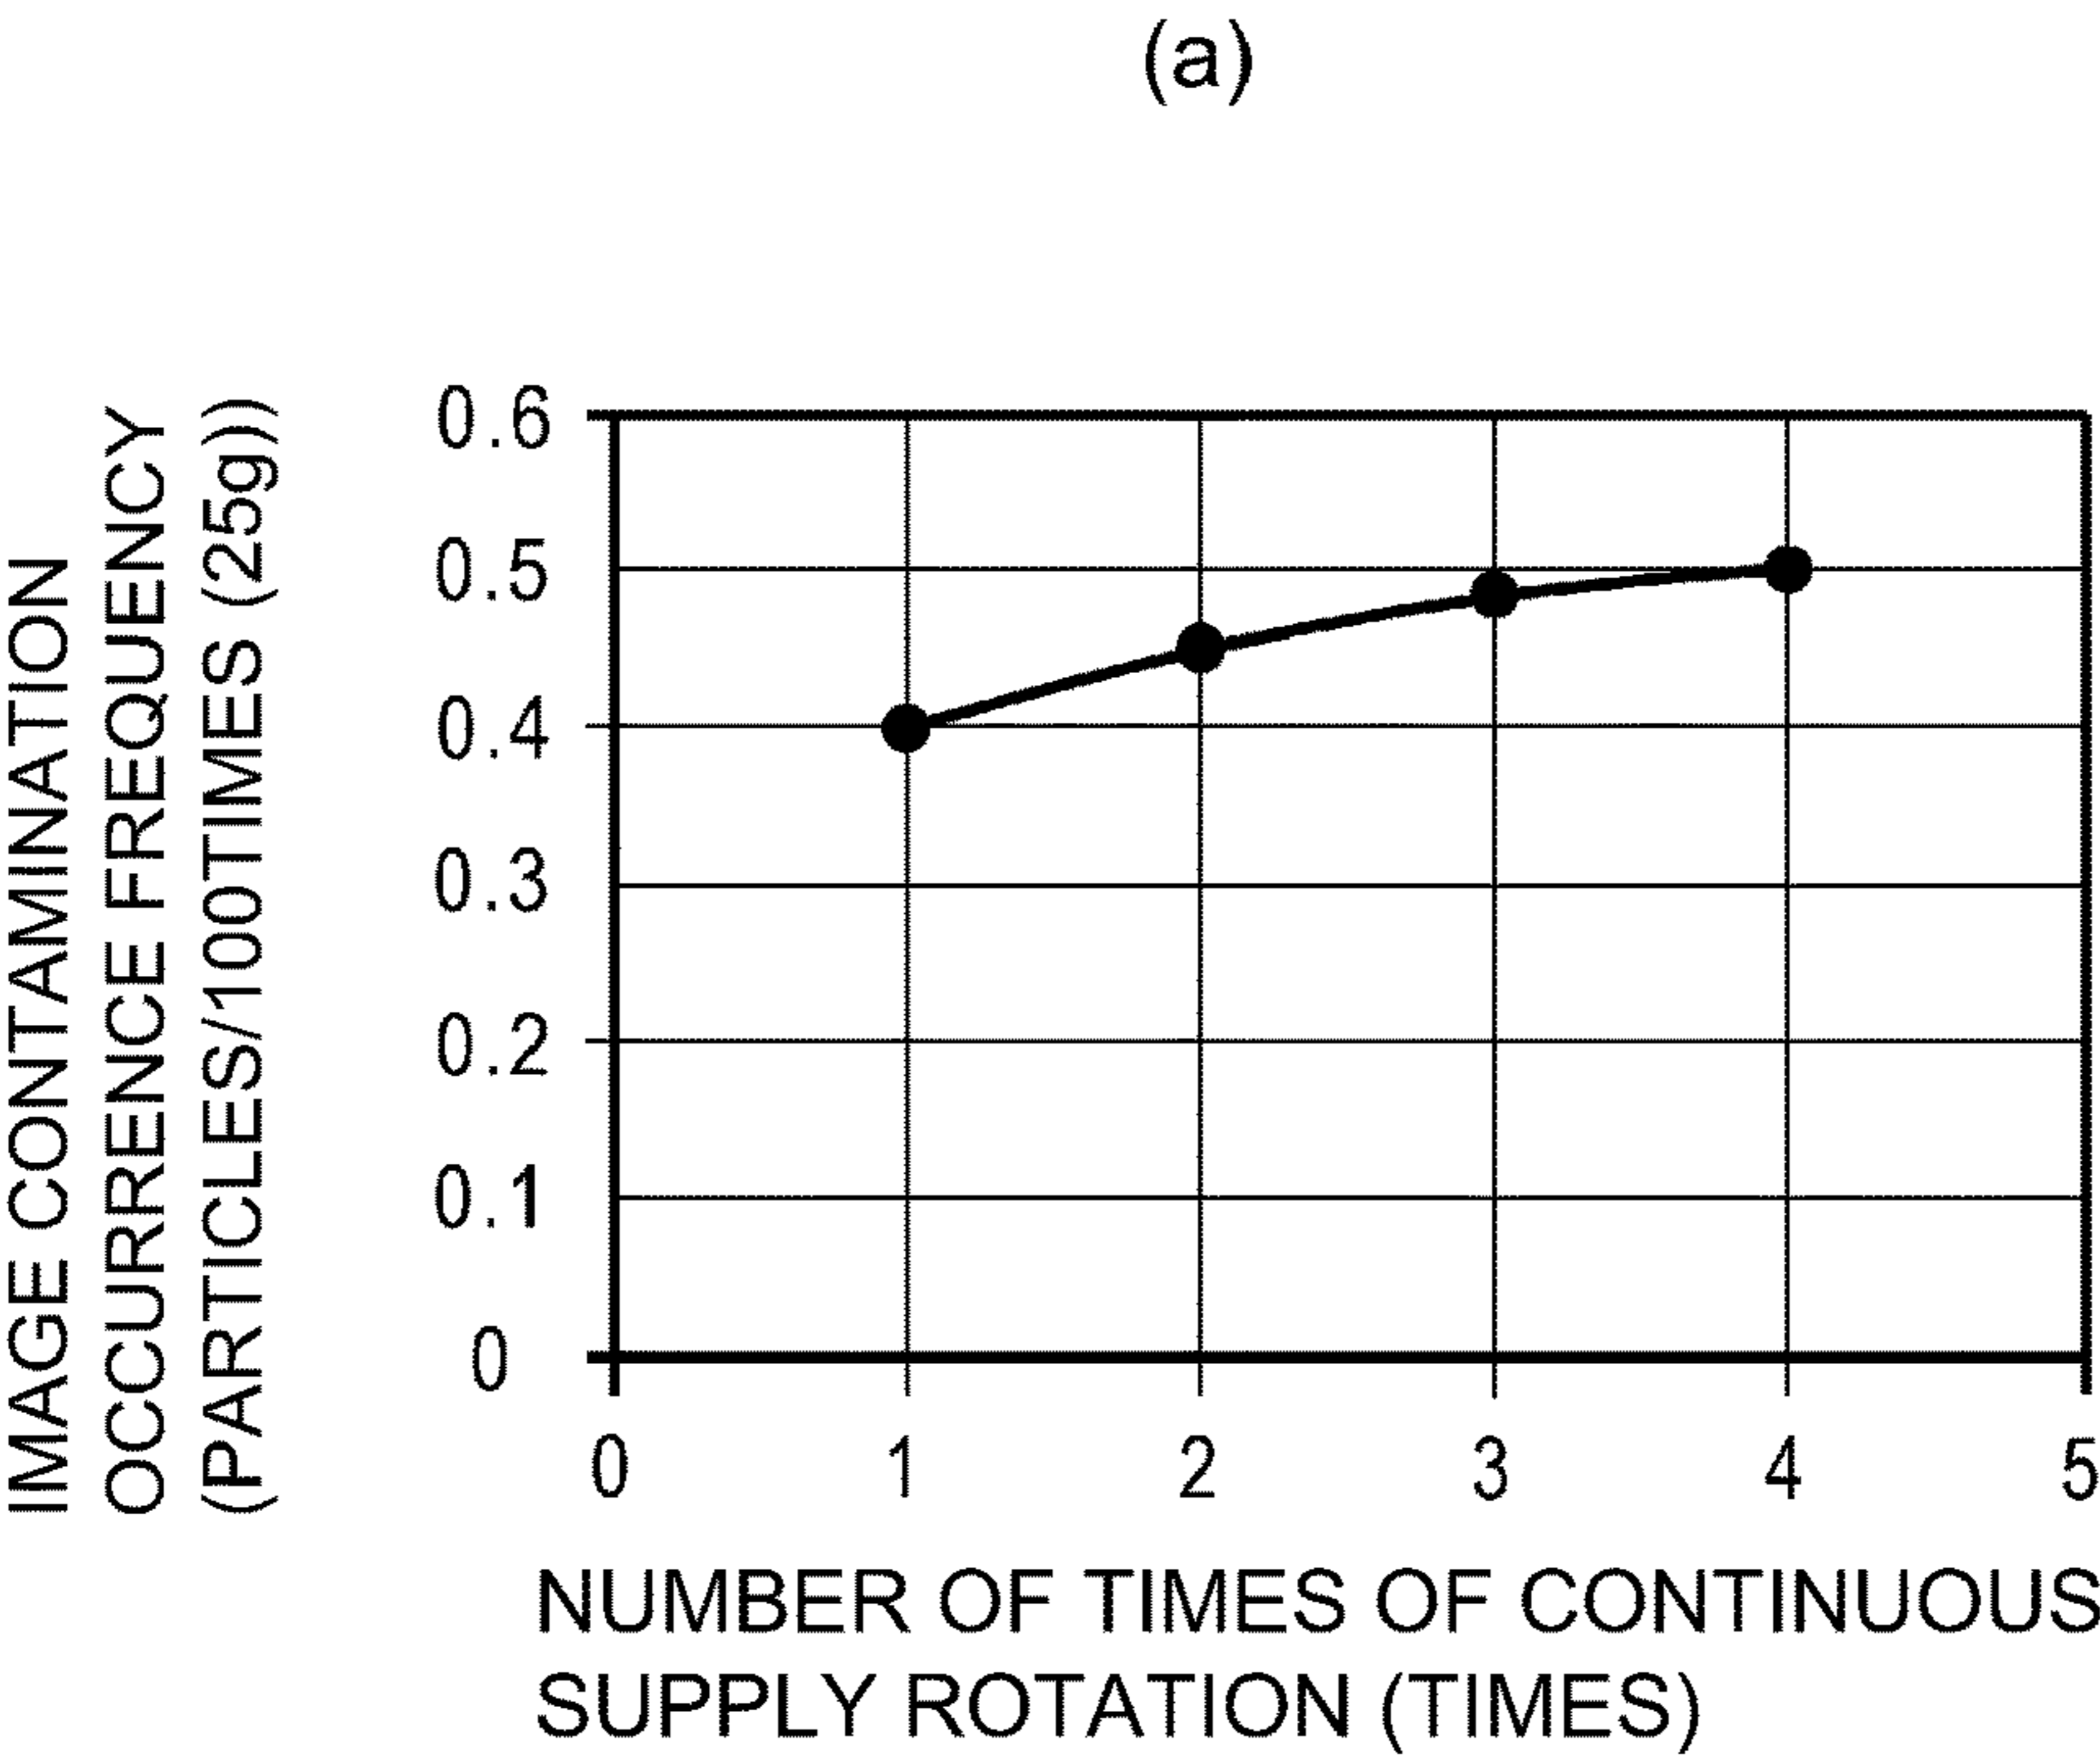 (a)
IMAGE CONTAMINATION
OCCURRENCE FREQUENCY
(PARTICLES/100TIMES (25g))
0.6
0.5
0.4
0.3
0.2
0.1
0
0 1 2 3 4 5
NUMBER OF TIMES OF CONTINUOUS
SUPPLY ROTATION (TIMES)